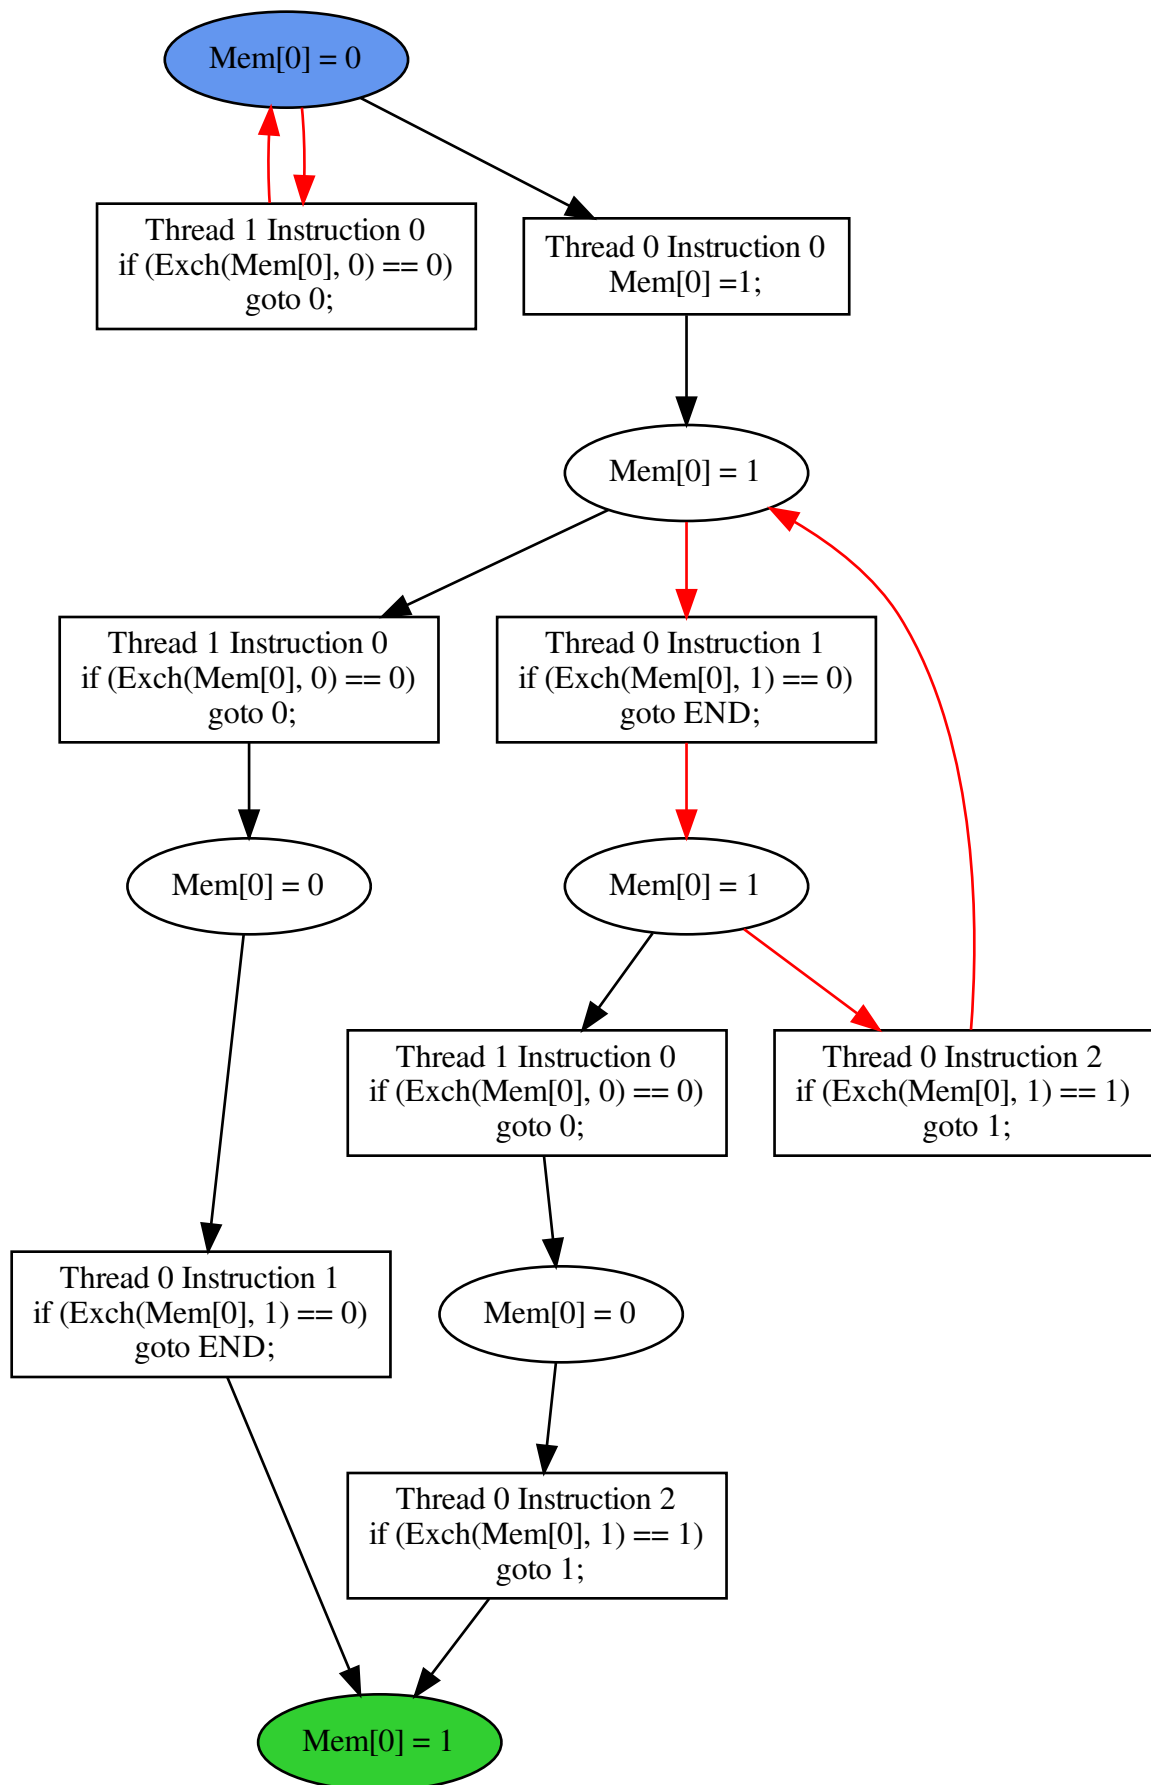 Mem[0] = 0
Thread 1 Instruction 0
if (Exch(Mem[0], 0) == 0)
goto 0;
Thread 0 Instruction 0
Mem[0] =1;
Mem[0] = 1
Thread 1 Instruction 0
if (Exch(Mem[0], 0) == 0)
goto 0;
Thread 0 Instruction 1
if (Exch(Mem[0], 1) == 0)
goto END;
Mem[0] = 0
Mem[0] = 1
Thread 1 Instruction 0
if (Exch(Mem[0], 0) == 0)
goto 0;
Thread 0 Instruction 2
if (Exch(Mem[0], 1) == 1)
goto 1;
Thread 0 Instruction 1
if (Exch(Mem[0], 1) == 0)
goto END;
Mem[0] = 0
Thread 0 Instruction 2
if (Exch(Mem[0], 1) == 1)
goto 1;
Mem[0] = 1